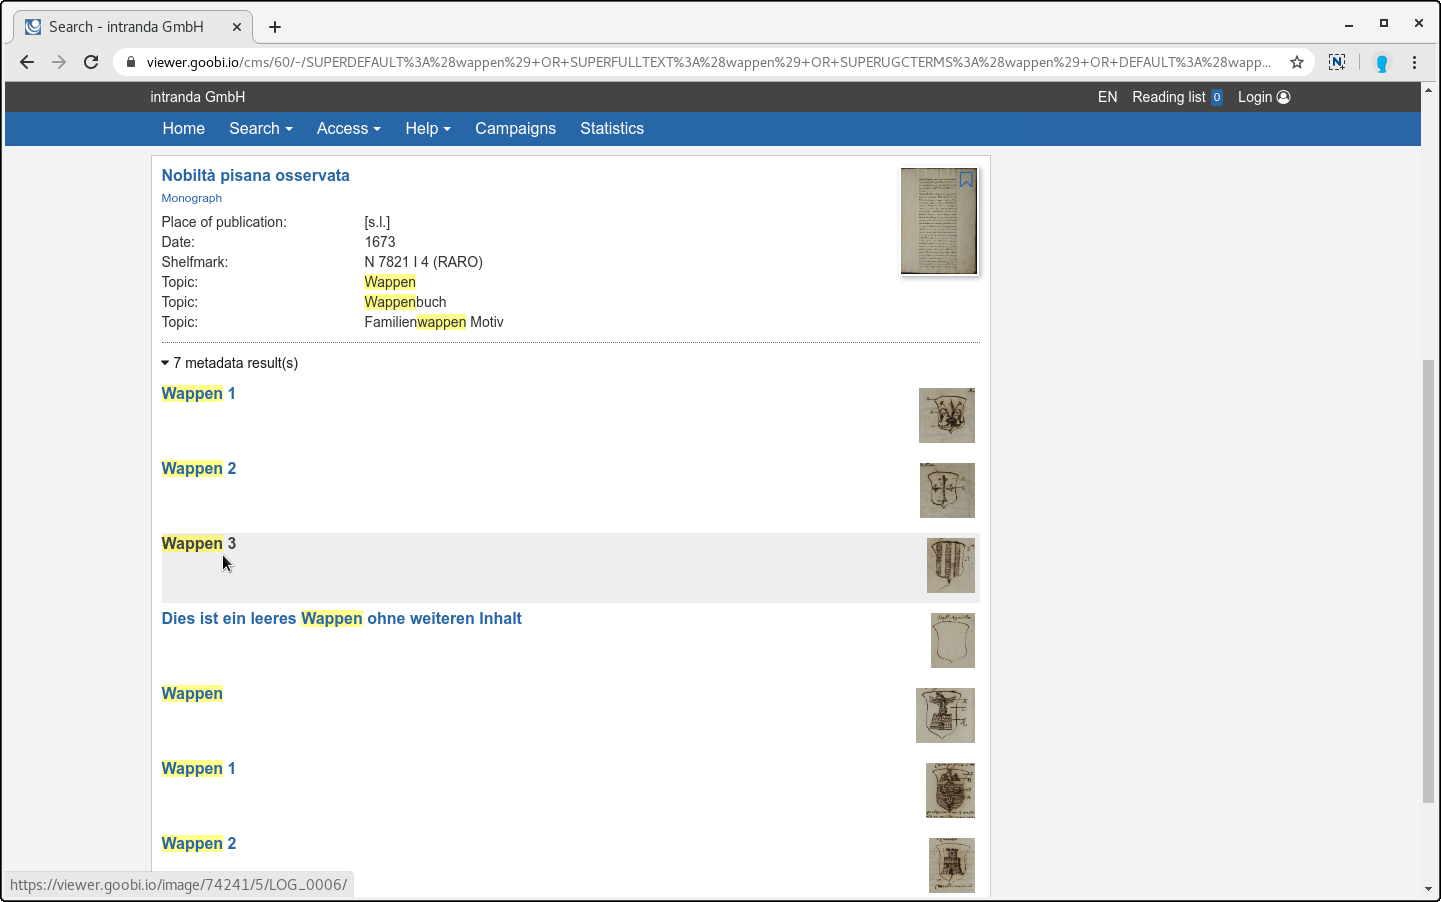 Search - intranda GmbH
viewer.goobi.io/cms/60/-/SUPERDEFAULT%3A%28wappen%29+OR+SUPERFULLTEXT%3A%28wappen%29+OR+SUPERUGCTERMS%3A%28wappen%29+OR+DEFAULT%3A%28wapp...
intranda GmbH
EN
Reading list 0
Login
Home
Search
Access
Help
Campaigns
Statistics
Nobiltà pisana osservata
Monograph
Place of publication: [s.l.]
Date: 1673
Shelfmark: N 7821 I 4 (RARO)
Topic: Wappen
Topic: Wappenbuch
Topic: Familienwappen Motiv
7 metadata result(s)
Wappen 1
Wappen 2
Wappen 3
Dies ist ein leeres Wappen ohne weiteren Inhalt
Wappen
Wappen 1
Wappen 2
https://viewer.goobi.io/image/74241/5/LOG_0006/